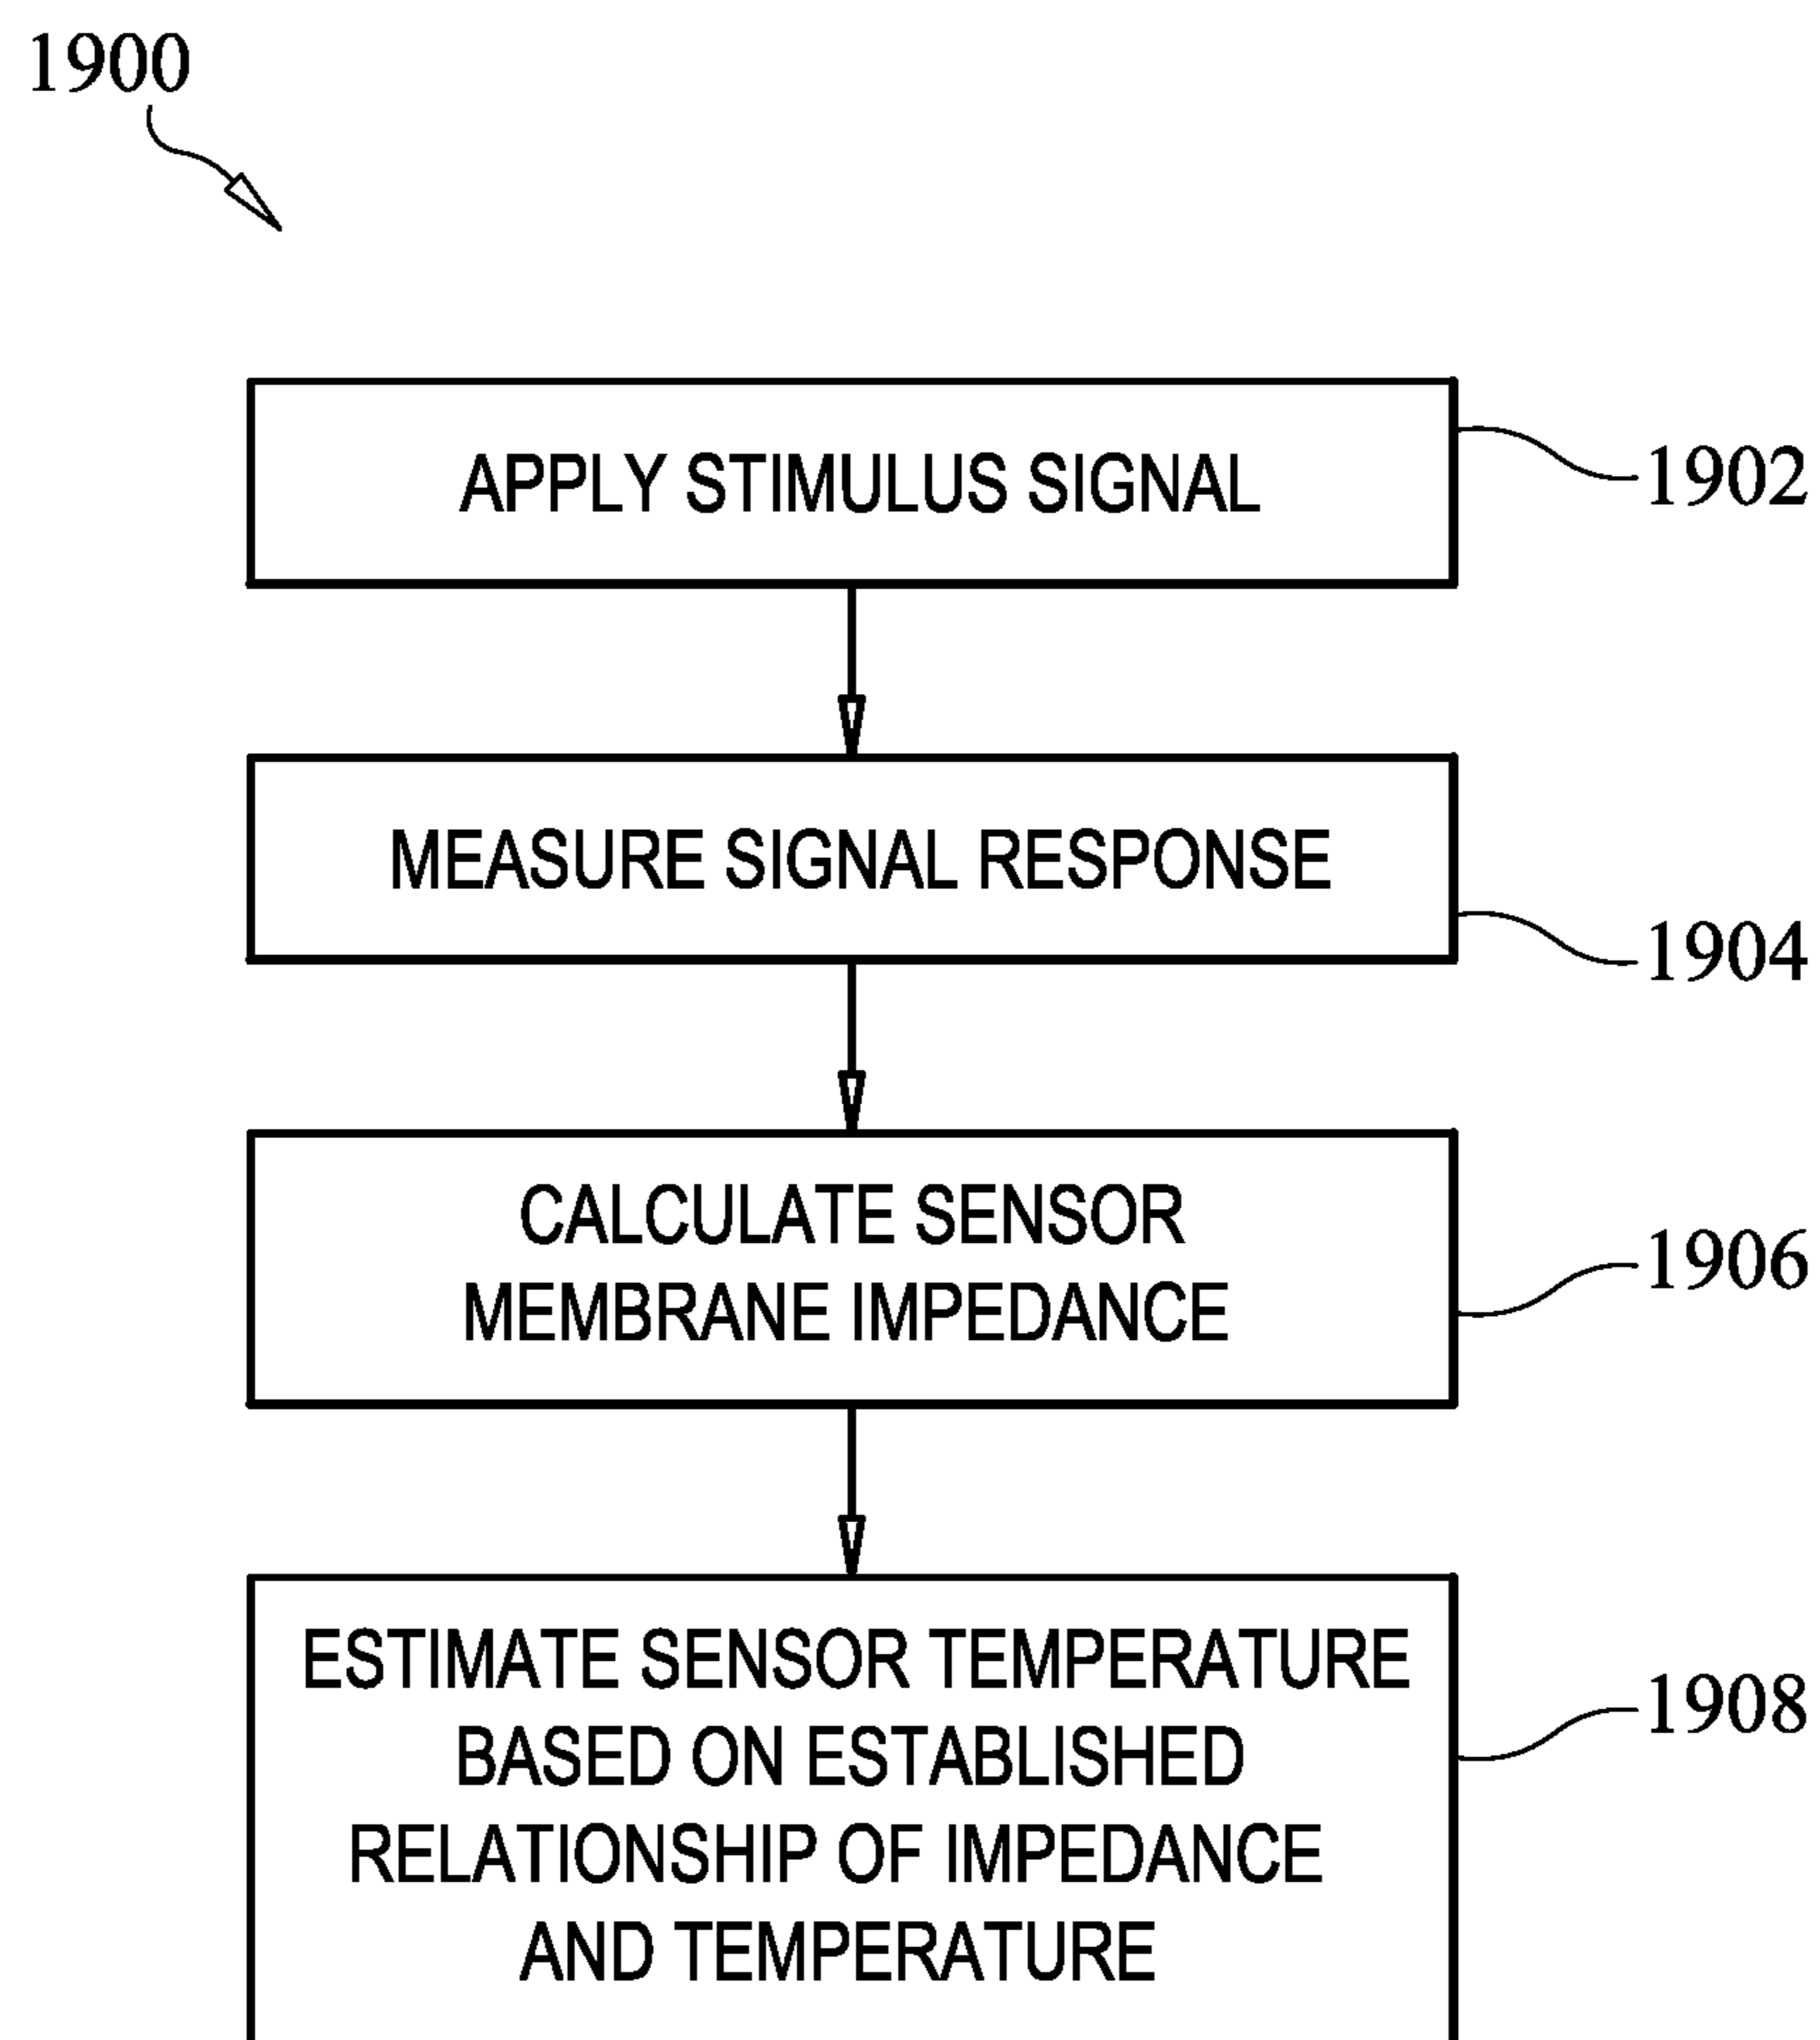 1900
APPLY STIMULUS SIGNAL
1902
MEASURE SIGNAL RESPONSE
1904
CALCULATE SENSOR
MEMBRANE IMPEDANCE
1906
ESTIMATE SENSOR TEMPERATURE
BASED ON ESTABLISHED
RELATIONSHIP OF IMPEDANCE
AND TEMPERATURE
1908